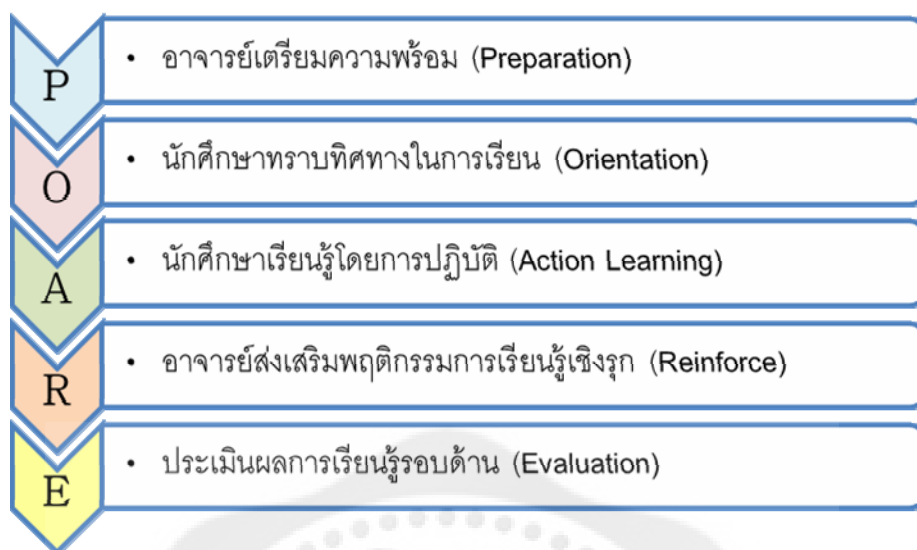 P
• อาจารย์เตรียมความพร้อม (Preparation)
O
• นักศึกษาทราบทิศทางในการเรียน (Orientation)
A
• นักศึกษาเรียนรู้โดยการปฏิบัติ (Action Learning)
R
• อาจารย์ส่งเสริมพฤติกรรมการเรียนรู้เชิงรุก (Reinforce)
E
• ประเมินผลการเรียนรู้รอบด้าน (Evaluation)